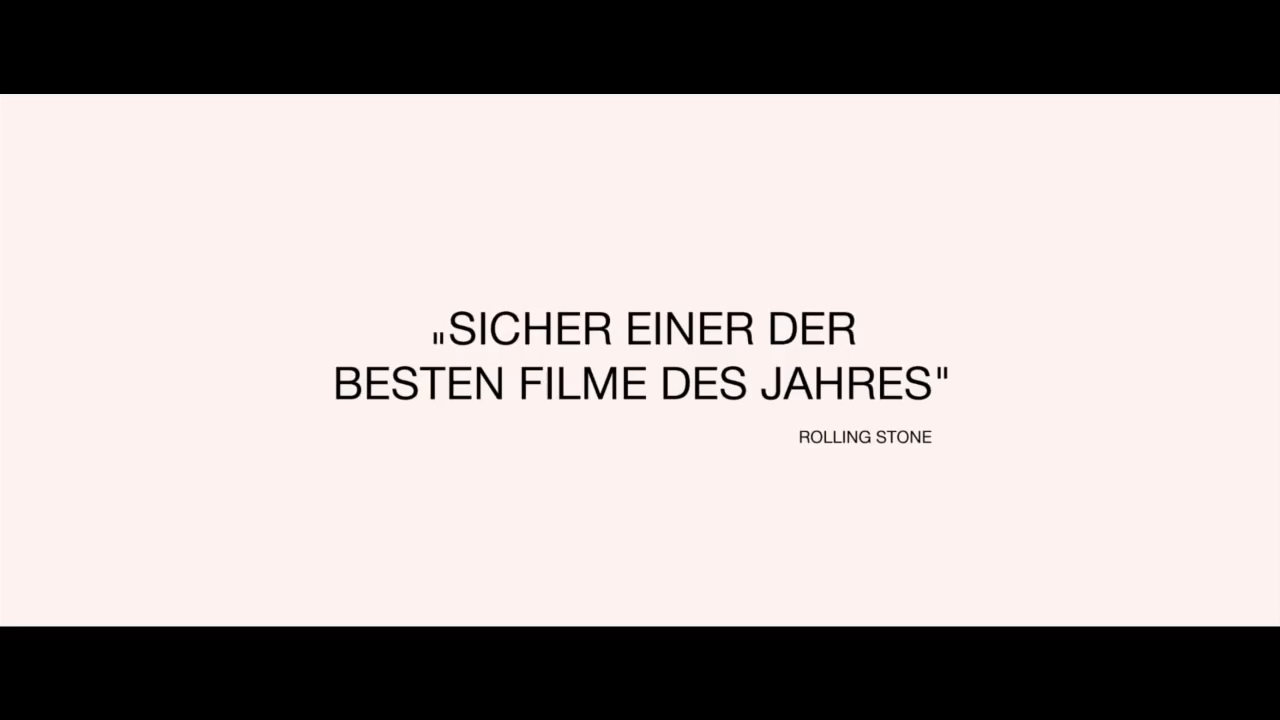 „SICHER EINER DER
BESTEN FILME DES JAHRES"
ROLLING STONE